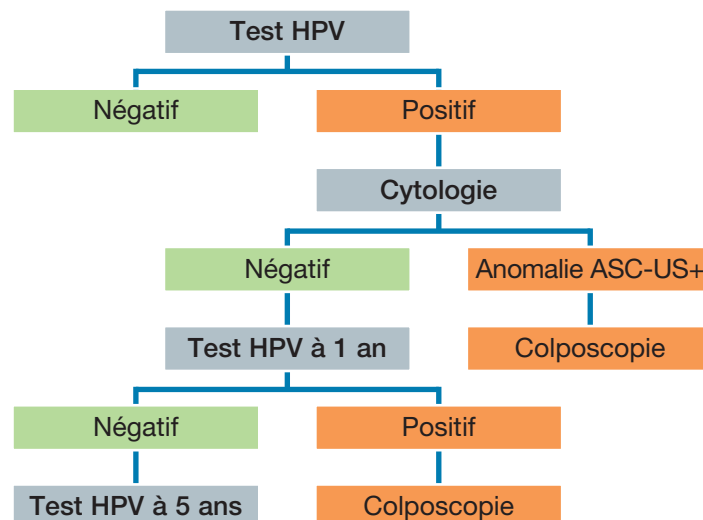 Test HPV
Négatif
Positif
Cytologie
Négatif
Anomalie ASC-US+
Test HPV à 1 an
Colposcopie
Négatif
Positif
Test HPV à 5 ans
Colposcopie